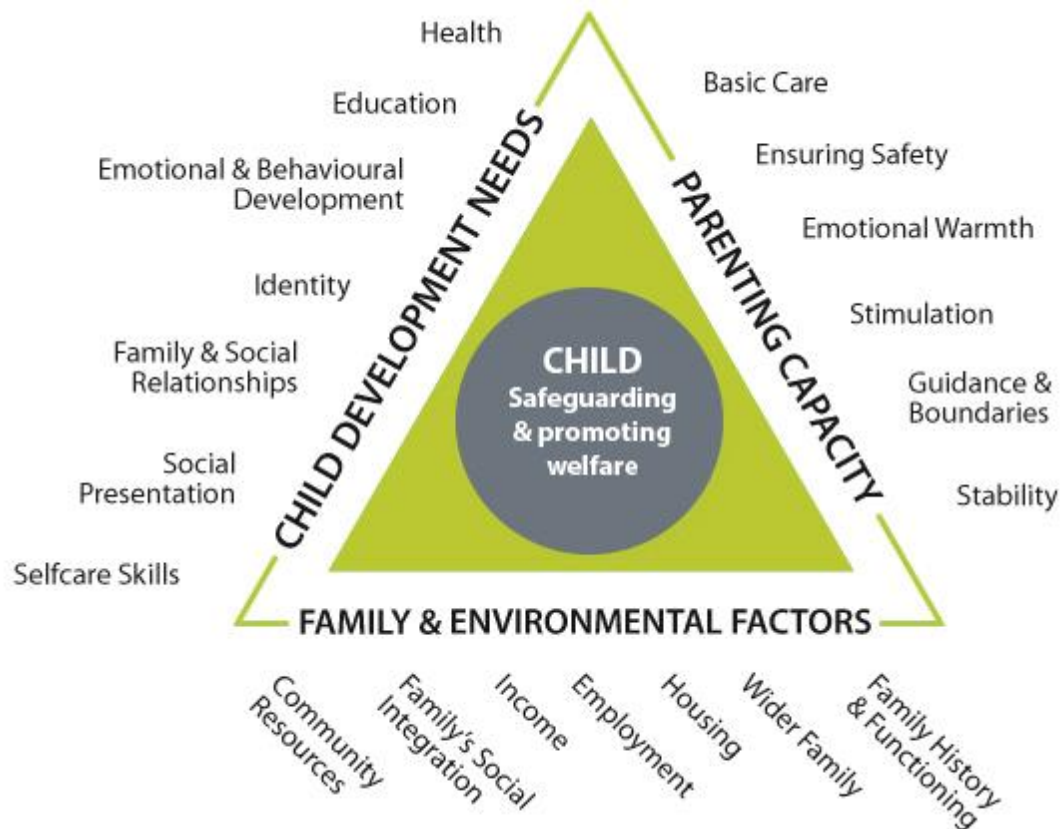 Health
Education
Emotional & Behavioural
Development
Identity
Family & Social
Relationships
Social
Presentation
Selfcare Skills
CHILD DEVELOPMENT NEEDS
Basic Care
Ensuring Safety
Emotional Warmth
Stimulation
Guidance &
Boundaries
Stability
PARENTING CAPACITY
CHILD
Safeguarding
& promoting
welfare
FAMILY & ENVIRONMENTAL FACTORS
Community
Resources
Family's Social
Integration
Income
Employment
Housing
Wider Family
Family History
& Functioning